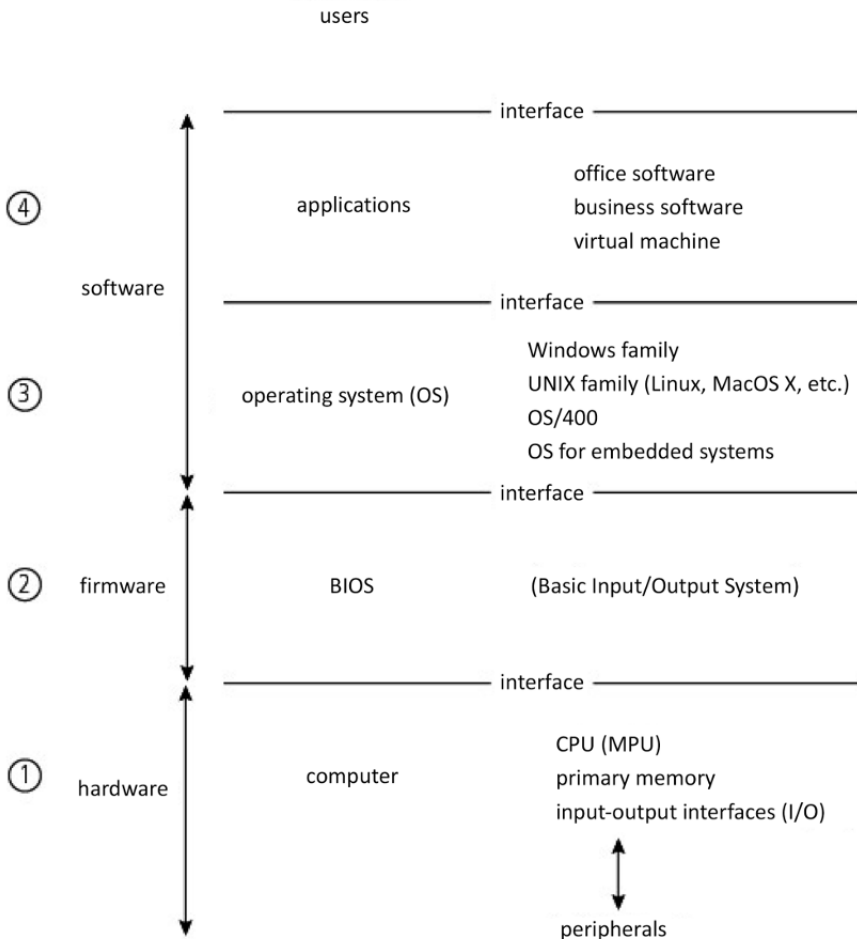 users
interface
④
applications
office software
business software
virtual machine
software
interface
③
operating system (OS)
Windows family
UNIX family (Linux, MacOS X, etc.)
OS/400
OS for embedded systems
interface
②
firmware
BIOS
(Basic Input/Output System)
interface
①
hardware
computer
CPU (MPU)
primary memory
input-output interfaces (I/O)
peripherals